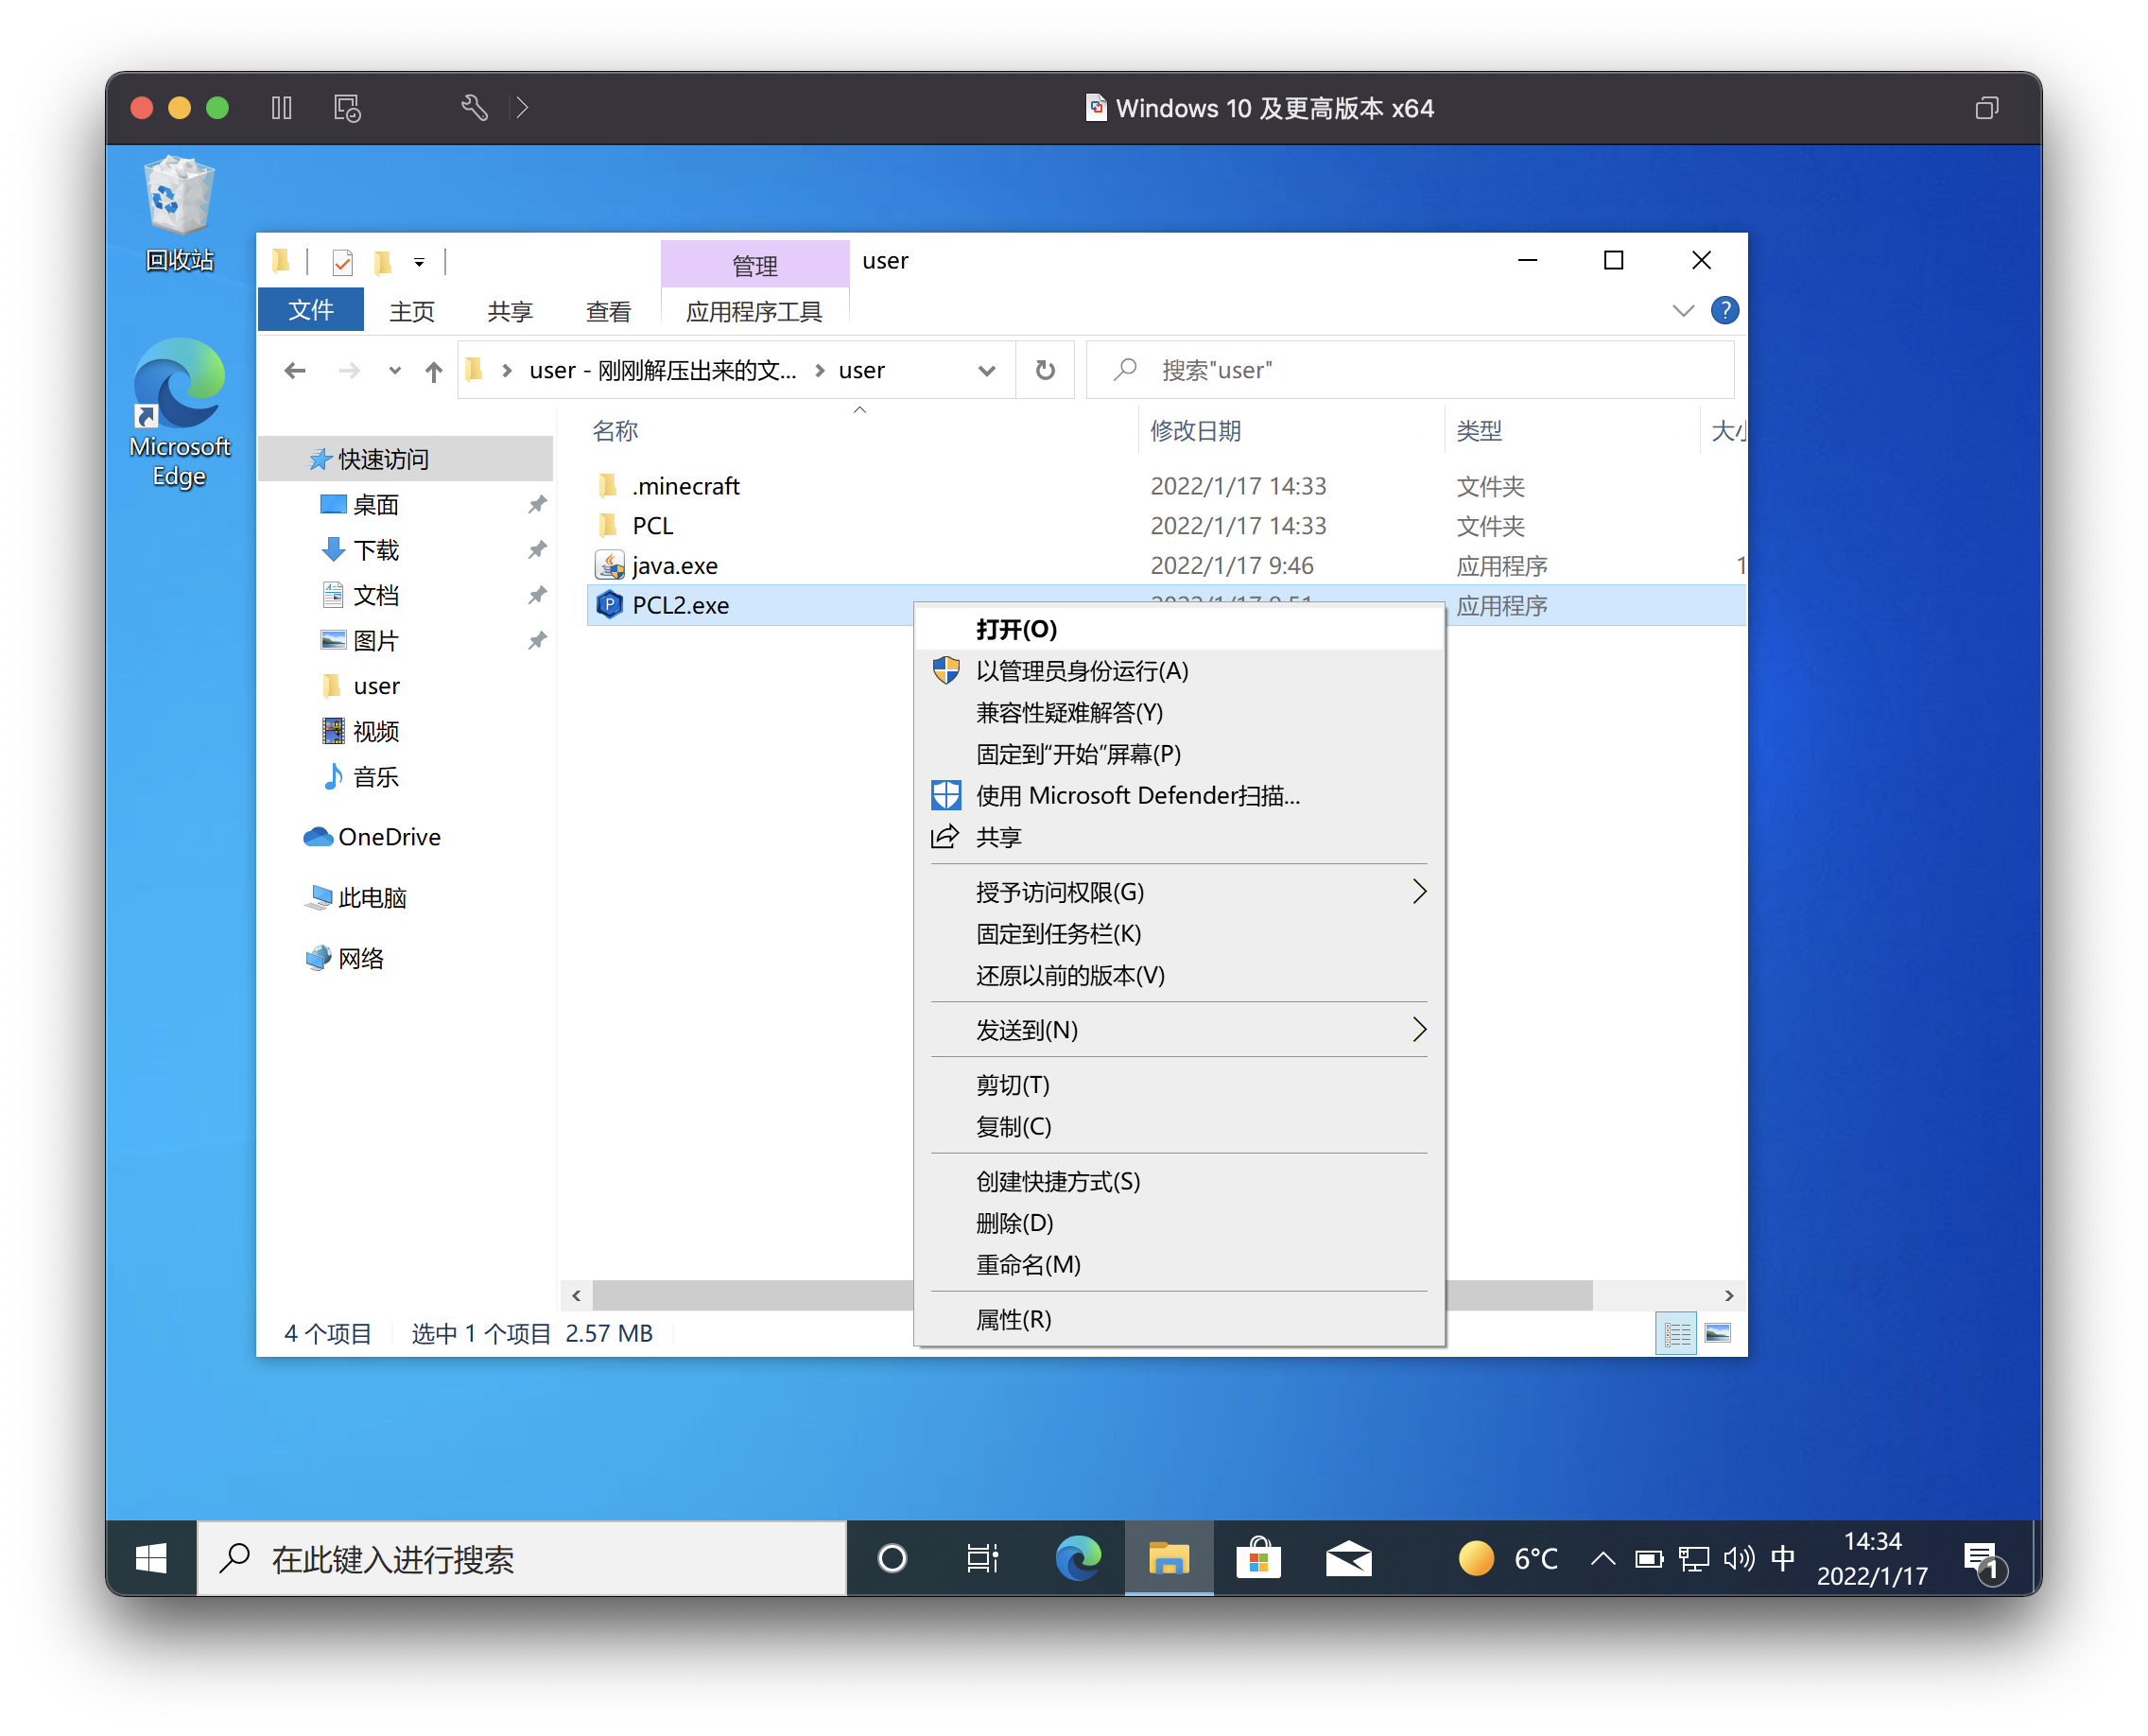 Windows 10 及更高版本 x64
回收站
Microsoft
Edge
管理
user
文件
主页
共享
查看
应用程序工具
user - 刚刚解压出来的文...
user
搜索"user"
名称
修改日期
类型
快速访问
桌面
下载
文档
图片
user
视频
音乐
OneDrive
此电脑
网络
.minecraft
2022/1/17 14:33
文件夹
PCL
2022/1/17 14:33
文件夹
java.exe
2022/1/17 9:46
应用程序
1
PCL2.exe
2022/1/17 9:51
应用程序
打开(O)
以管理员身份运行(A)
兼容性疑难解答(Y)
固定到“开始”屏幕(P)
使用 Microsoft Defender扫描...
共享
授予访问权限(G)
固定到任务栏(K)
还原以前的版本(V)
发送到(N)
剪切(T)
复制(C)
创建快捷方式(S)
删除(D)
重命名(M)
属性(R)
4 个项目
选中 1 个项目 2.57 MB
在此键入进行搜索
6°C
中
14:34
2022/1/17
1